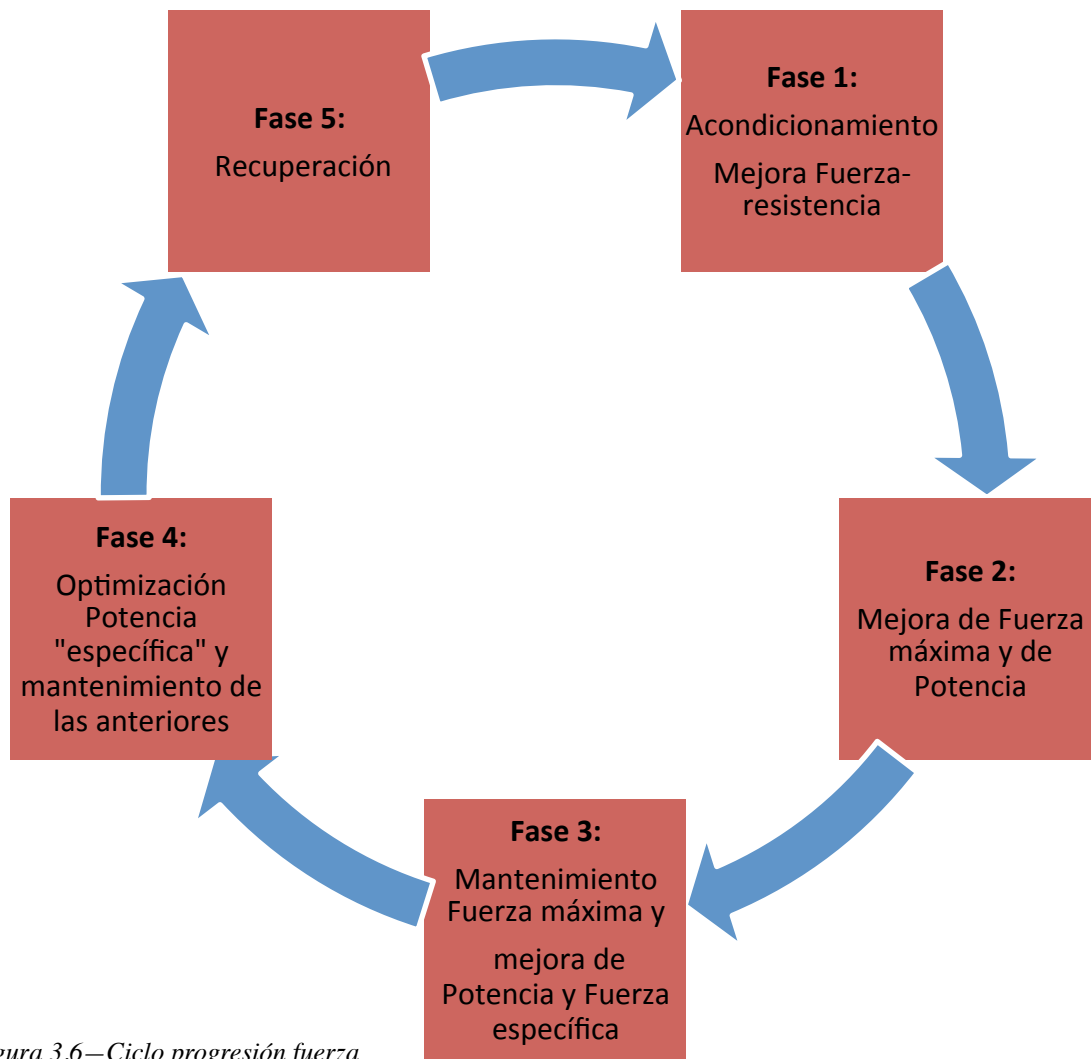 Fase 1:
Acondicionamiento
Mejora Fuerza-
resistencia
Fase 2:
Mejora de Fuerza
máxima y de
Potencia
Fase 3:
Mantenimiento
Fuerza máxima y
mejora de
Potencia y Fuerza
específica
Fase 4:
Optimización
Potencia
"específica" y
mantenimiento de
las anteriores
Fase 5:
Recuperación
gura 3.6—Ciclo progresión fuerza